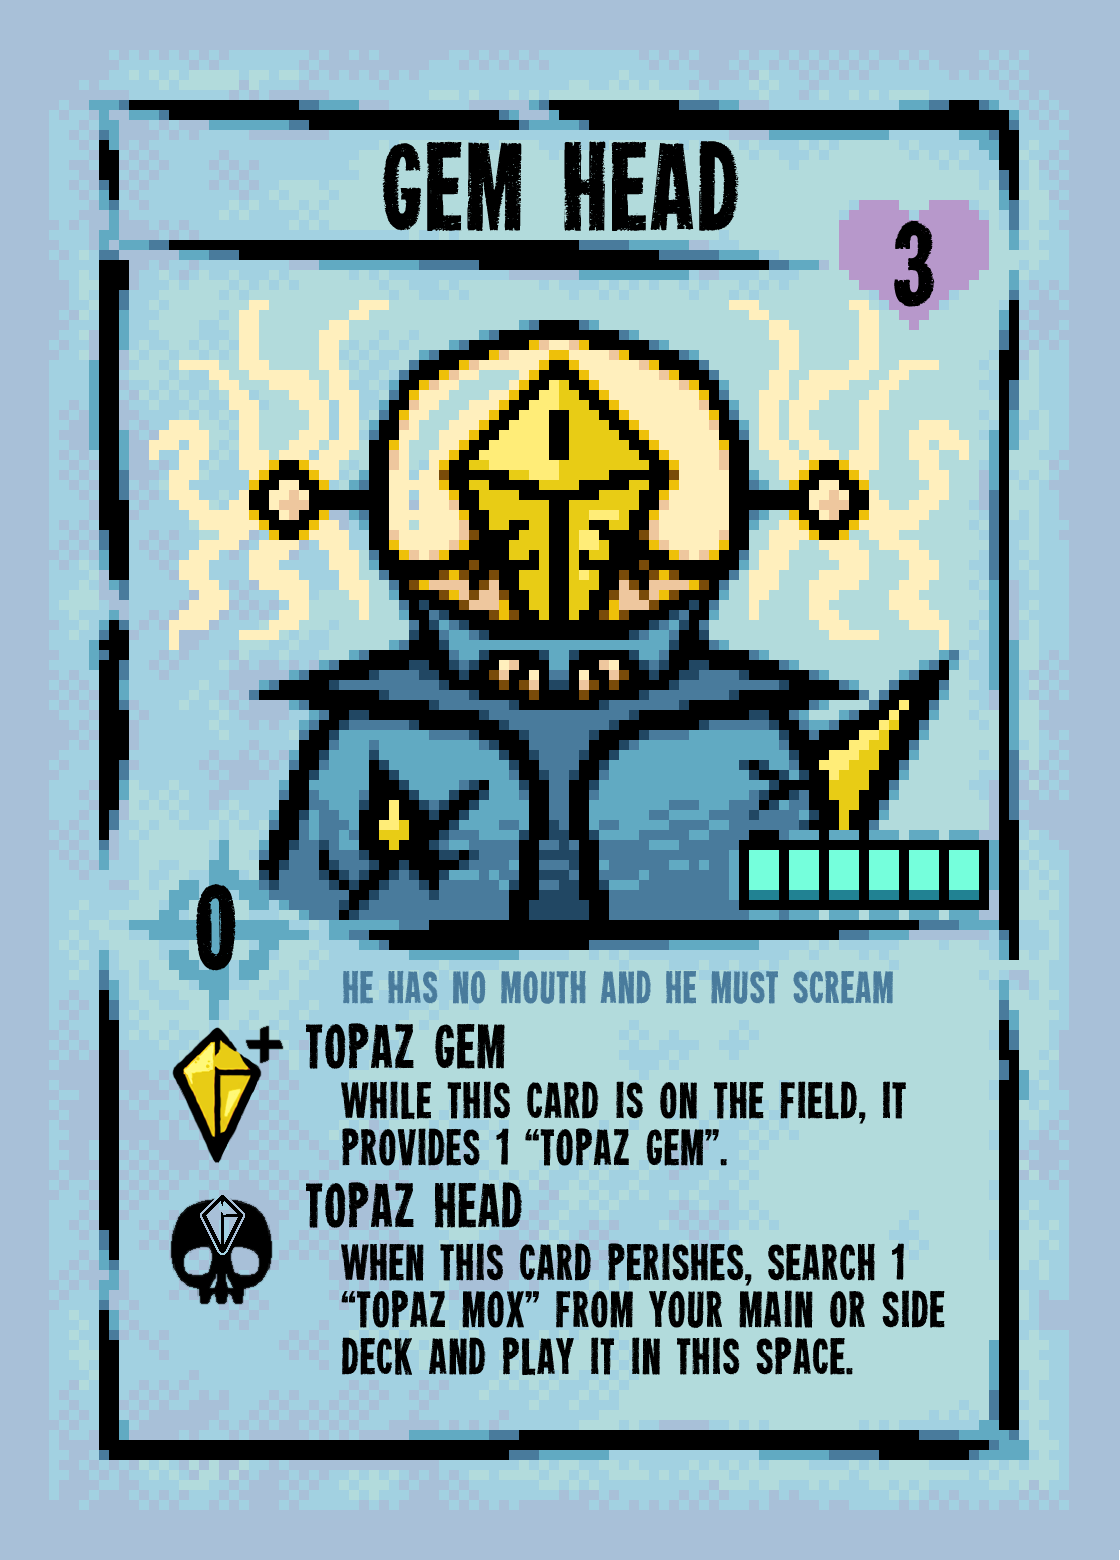 GEM HEAD
3
0
HE HAS NO MOUTH AND HE MUST SCREAM
+ TOPAZ GEM
WHILE THIS CARD IS ON THE FIELD, IT
PROVIDES 1 “TOPAZ GEM”.
TOPAZ HEAD
WHEN THIS CARD PERISHES, SEARCH 1
“TOPAZ MOX” FROM YOUR MAIN OR SIDE
DECK AND PLAY IT IN THIS SPACE.